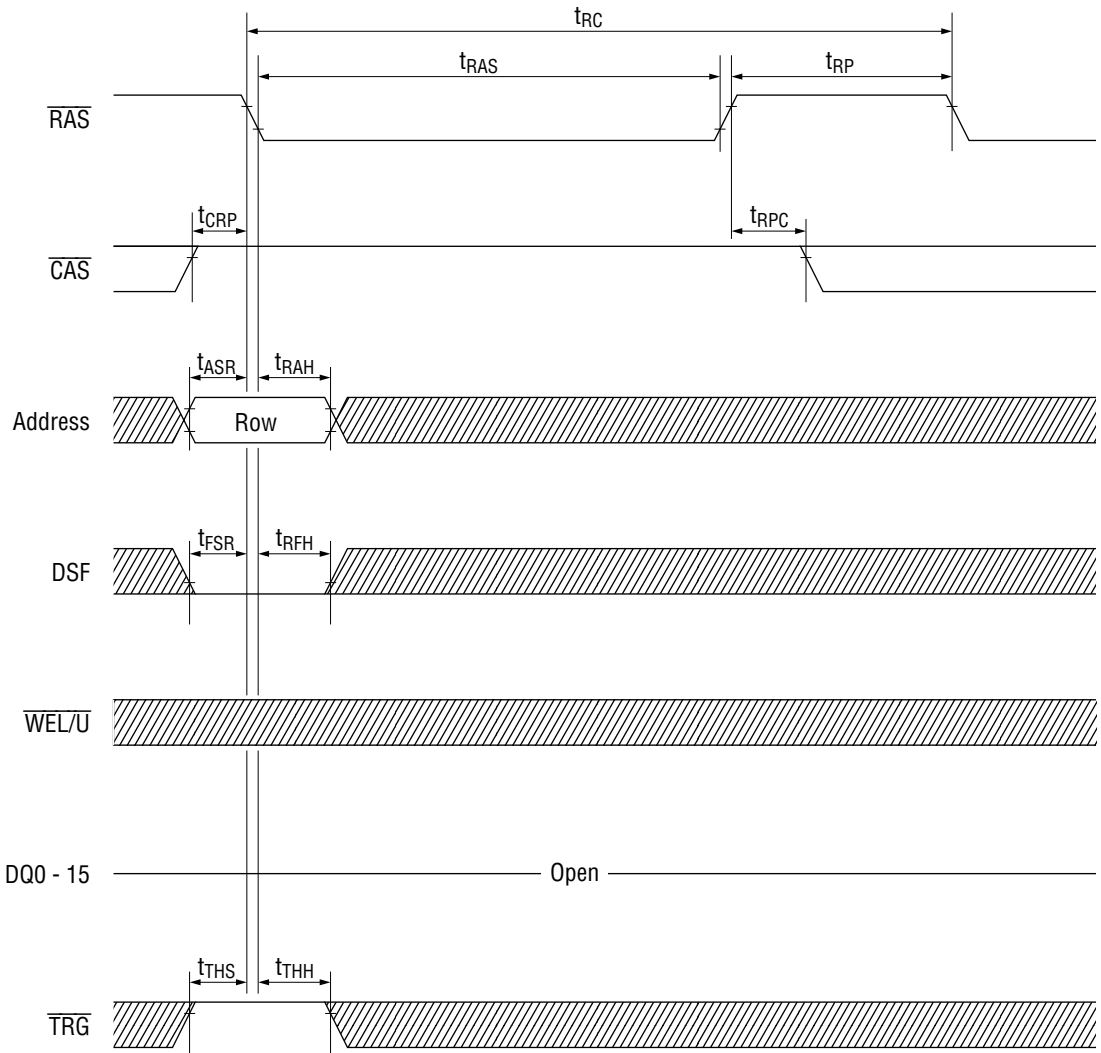 tRC
tRAS
tRP
RAS
tCRP
tRPC
CAS
tASR
tRAH
Address
Row
tFSR
tRFH
DSF
WEL/U
DQ0 - 15
Open
tTHS
tTHH
TRG